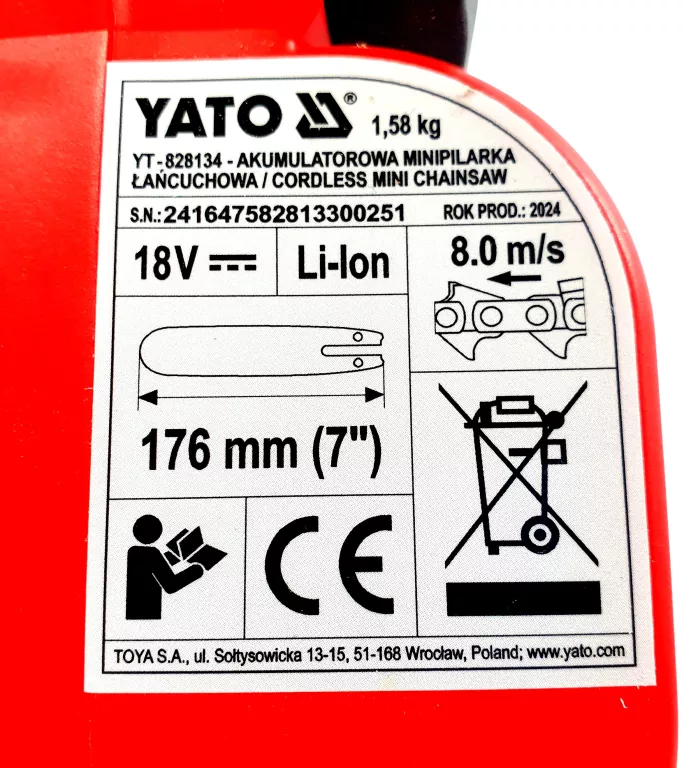 YATO ® 1,58 kg
YT-828134 - AKUMULATOROWA MINIPILARKA
ŁAŃCUCHOWA / CORDLESS MINI CHAINSAW
S.N.: 241647582813300251 ROK PROD.: 2024
18V Li-Ion 8.0 m/s
176 mm (7")
CE
TOYA S.A., ul. Sołtysowicka 13-15, 51-168 Wrocław, Poland; www.yato.com